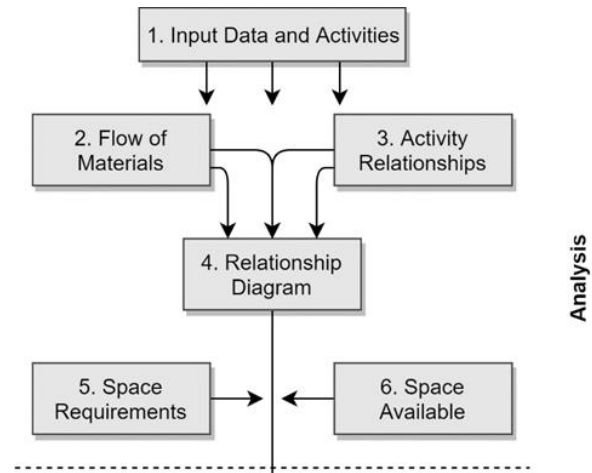 1. Input Data and Activities
2. Flow of
Materials
3. Activity
Relationships
4. Relationship
Diagram
Analysis
5. Space
Requirements
6. Space
Available